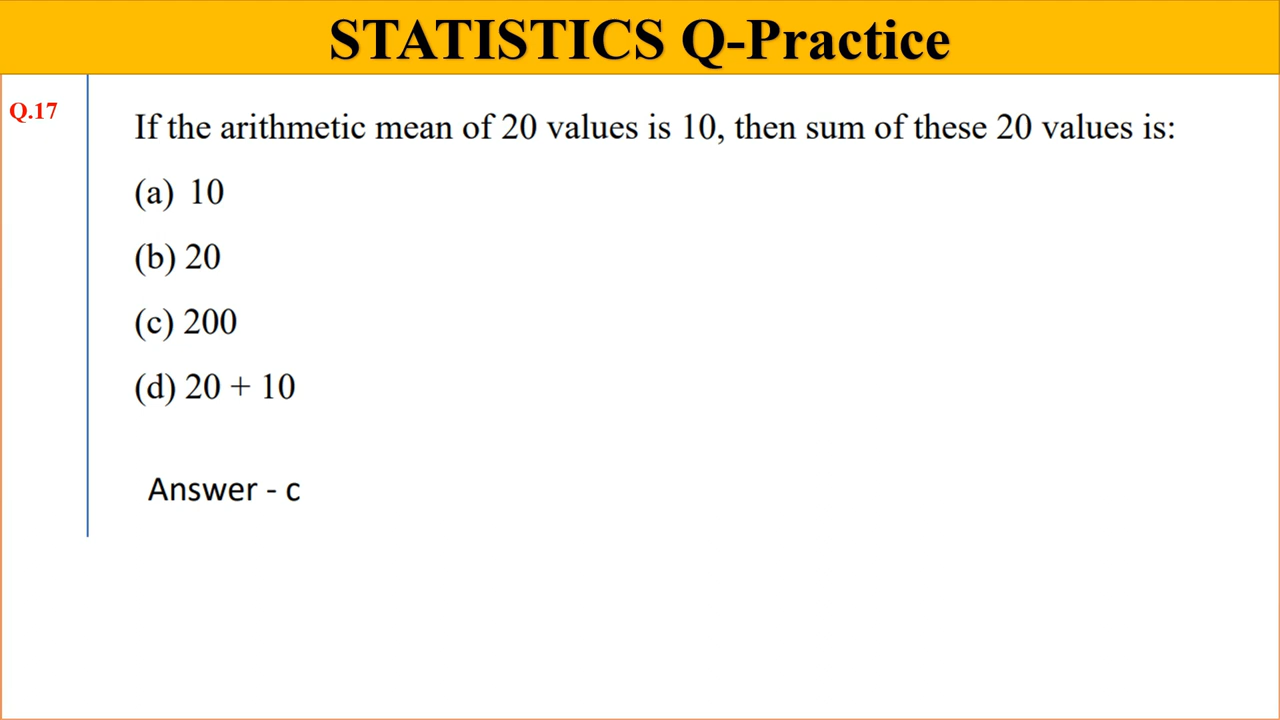 STATISTICS Q-Practice
Q.17
If the arithmetic mean of 20 values is 10, then sum of these 20 values is:
(a) 10
(b) 20
(c) 200
(d) 20 + 10
Answer - c